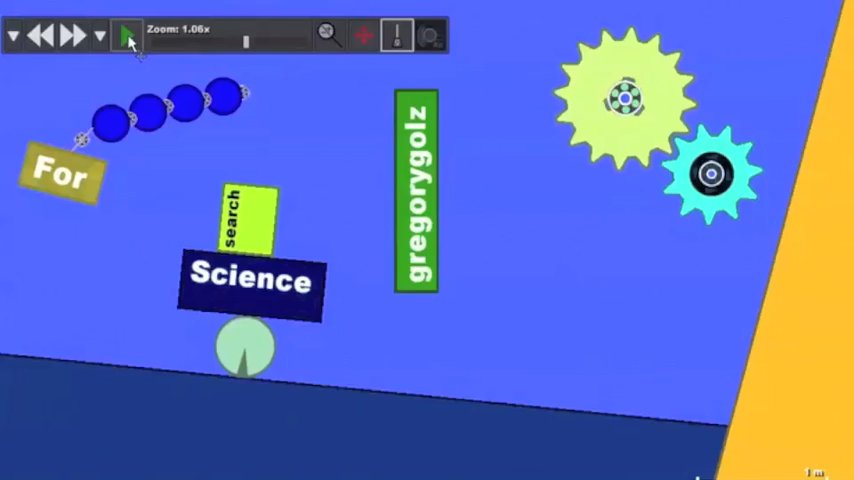 Zoom: 1.06x
For
search
Science
gregorygolz
1 m